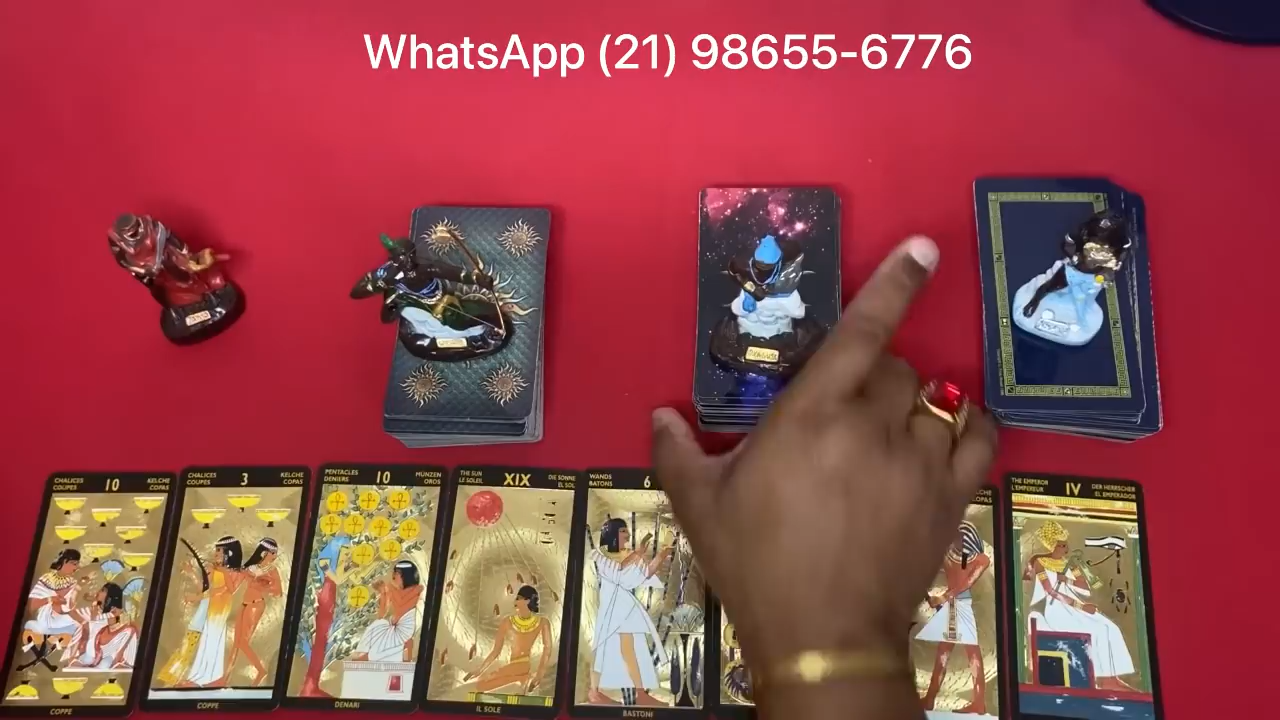 WhatsApp (21) 98655-6776
CHALICES 10 KELCHE
COUPES COPAS
COPPE
CHALICES 3 KELCHE
COUPES COPAS
COPPE
PENTACLES 10 MÜNZEN
DENIERS OROS
DENARI
THE SUN XIX DIE SONNE
LE SOLEIL EL SOL
IL SOLE
WANDS 6
BATONS
BASTONI
THE EMPEROR IV DER HERRSCHER
L'EMPEREUR EL EMPERADOR